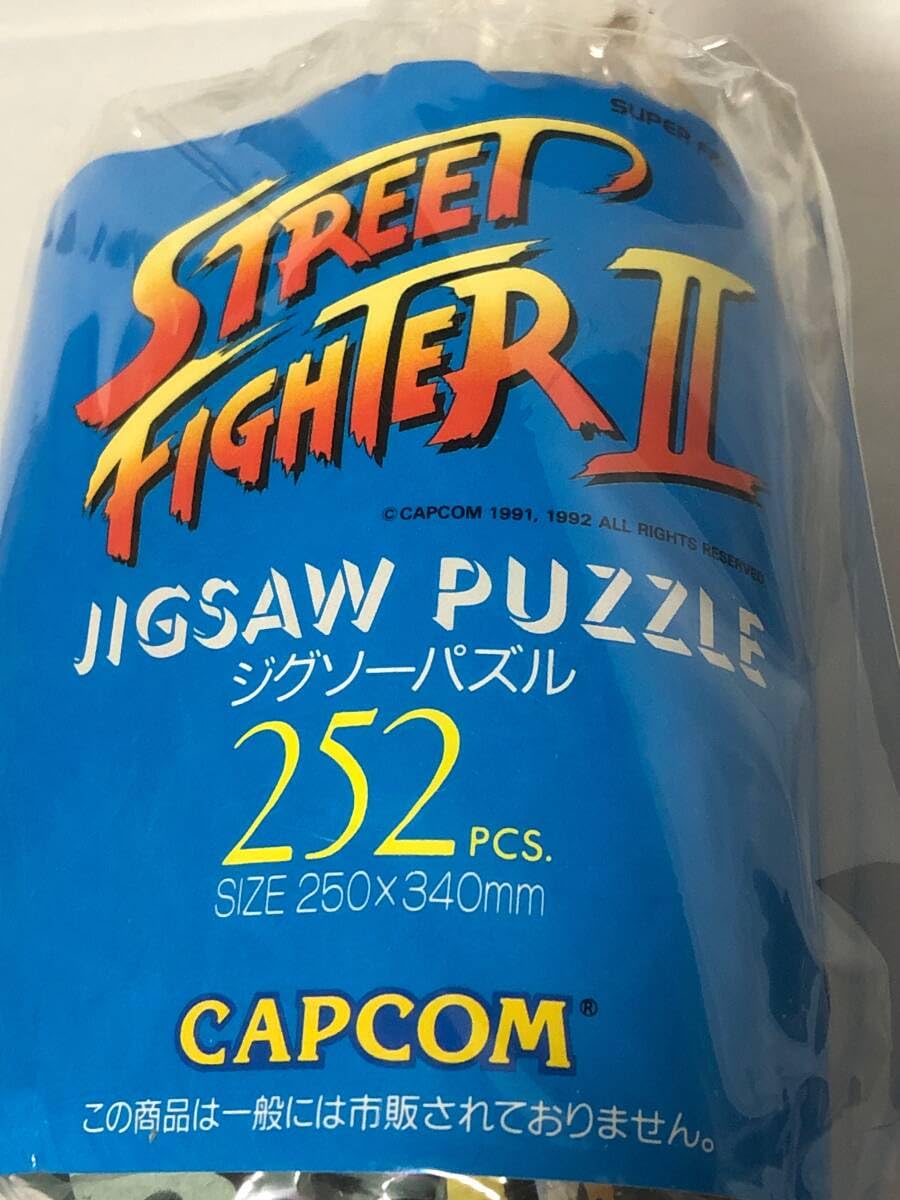 SUPER
STREET
FIGHTER II
©CAPCOM 1991, 1992 ALL RIGHTS RESERVED
JIGSAW PUZZLE
ジグソーパズル
252 PCS.
SIZE 250×340mm
CAPCOM®
この商品は一般には市販されておりません。